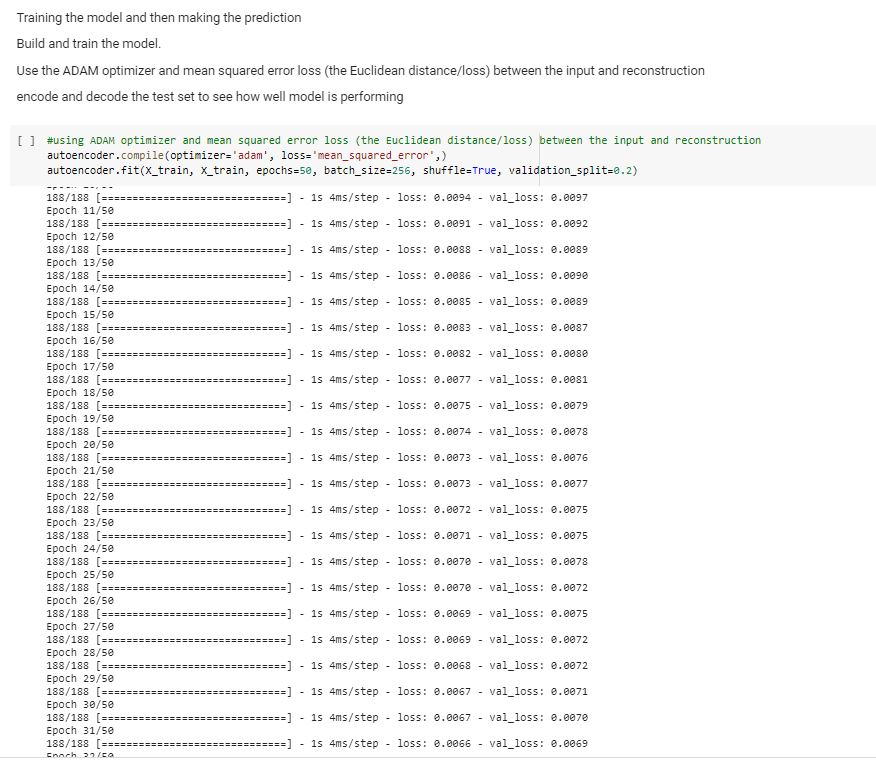 Training the model and then making the prediction
Build and train the model.
Use the ADAM optimizer and mean squared error loss (the Euclidean distance/loss) between the input and reconstruction
encode and decode the test set to see how well model is performing
[ ] #using ADAM optimizer and mean squared error loss (the Euclidean distance/loss) between the input and reconstruction
autoencoder.compile(optimizer='adam', loss='mean_squared_error',)
autoencoder.fit(X_train, X_train, epochs=50, batch_size=256, shuffle=True, validation_split=0.2)
188/188 [==============================] - 1s 4ms/step - loss: 0.0094 - val_loss: 0.0097
Epoch 11/50
188/188 [==============================] - 1s 4ms/step - loss: 0.0091 - val_loss: 0.0092
Epoch 12/50
188/188 [==============================] - 1s 4ms/step - loss: 0.0088 - val_loss: 0.0089
Epoch 13/50
188/188 [==============================] - 1s 4ms/step - loss: 0.0086 - val_loss: 0.0090
Epoch 14/50
188/188 [==============================] - 1s 4ms/step - loss: 0.0085 - val_loss: 0.0089
Epoch 15/50
188/188 [==============================] - 1s 4ms/step - loss: 0.0083 - val_loss: 0.0087
Epoch 16/50
188/188 [==============================] - 1s 4ms/step - loss: 0.0082 - val_loss: 0.0080
Epoch 17/50
188/188 [==============================] - 1s 4ms/step - loss: 0.0077 - val_loss: 0.0081
Epoch 18/50
188/188 [==============================] - 1s 4ms/step - loss: 0.0075 - val_loss: 0.0079
Epoch 19/50
188/188 [==============================] - 1s 4ms/step - loss: 0.0074 - val_loss: 0.0078
Epoch 20/50
188/188 [==============================] - 1s 4ms/step - loss: 0.0073 - val_loss: 0.0076
Epoch 21/50
188/188 [==============================] - 1s 4ms/step - loss: 0.0073 - val_loss: 0.0077
Epoch 22/50
188/188 [==============================] - 1s 4ms/step - loss: 0.0072 - val_loss: 0.0075
Epoch 23/50
188/188 [==============================] - 1s 4ms/step - loss: 0.0071 - val_loss: 0.0075
Epoch 24/50
188/188 [==============================] - 1s 4ms/step - loss: 0.0070 - val_loss: 0.0078
Epoch 25/50
188/188 [==============================] - 1s 4ms/step - loss: 0.0070 - val_loss: 0.0072
Epoch 26/50
188/188 [==============================] - 1s 4ms/step - loss: 0.0069 - val_loss: 0.0075
Epoch 27/50
188/188 [==============================] - 1s 4ms/step - loss: 0.0069 - val_loss: 0.0072
Epoch 28/50
188/188 [==============================] - 1s 4ms/step - loss: 0.0068 - val_loss: 0.0072
Epoch 29/50
188/188 [==============================] - 1s 4ms/step - loss: 0.0067 - val_loss: 0.0071
Epoch 30/50
188/188 [==============================] - 1s 4ms/step - loss: 0.0067 - val_loss: 0.0070
Epoch 31/50
188/188 [==============================] - 1s 4ms/step - loss: 0.0066 - val_loss: 0.0069
Epoch 32/50